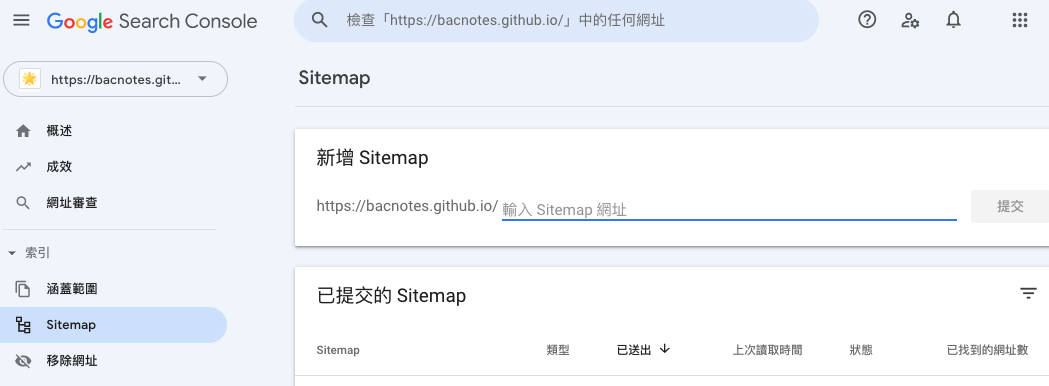 Google Search Console
檢查「https://bacnotes.github.io/」中的任何網址
https://bacnotes.git...
Sitemap
概述
成效
網址審查
索引
涵蓋範圍
Sitemap
移除網址
新增 Sitemap
https://bacnotes.github.io/ 輸入 Sitemap 網址
提交
已提交的 Sitemap
Sitemap 類型 已送出 上次讀取時間 狀態 已找到的網址數